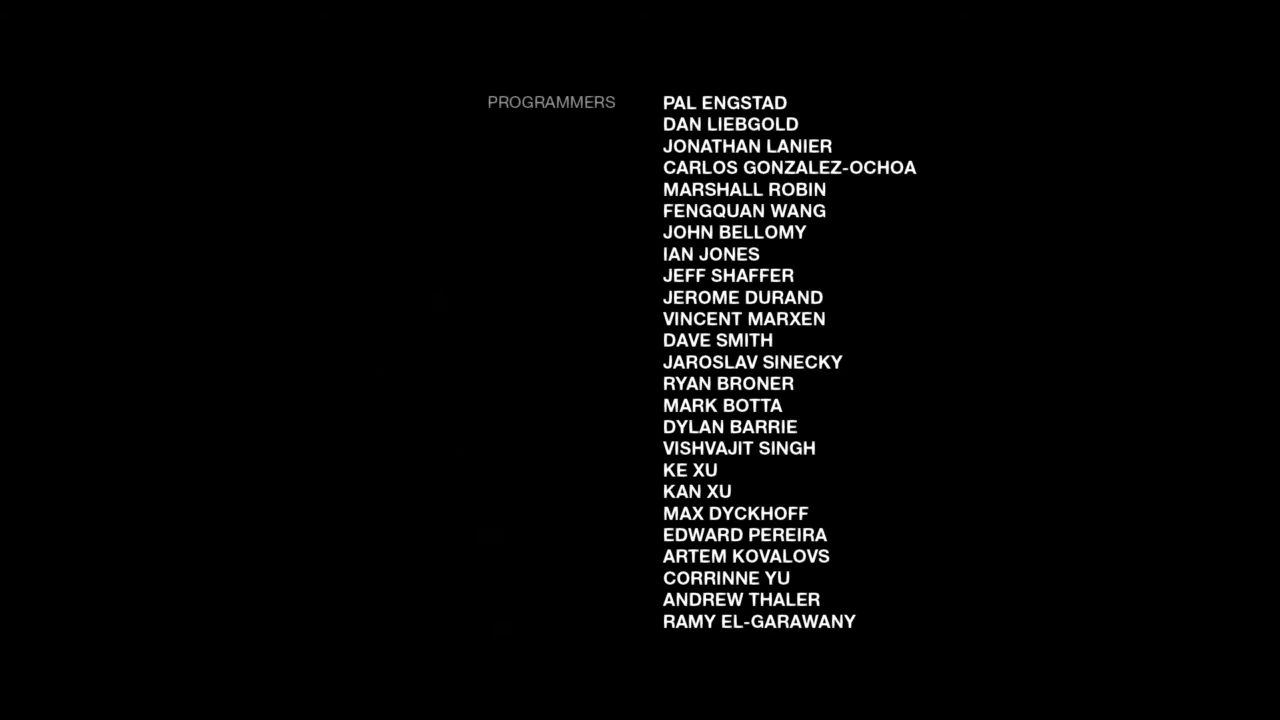 PROGRAMMERS PAL ENGSTAD
DAN LIEBGOLD
JONATHAN LANIER
CARLOS GONZALEZ-OCHOA
MARSHALL ROBIN
FENGQUAN WANG
JOHN BELLOMY
IAN JONES
JEFF SHAFFER
JEROME DURAND
VINCENT MARXEN
DAVE SMITH
JAROSLAV SINECKY
RYAN BRONER
MARK BOTTA
DYLAN BARRIE
VISHVAJIT SINGH
KE XU
KAN XU
MAX DYCKHOFF
EDWARD PEREIRA
ARTEM KOVALOVS
CORRINNE YU
ANDREW THALER
RAMY EL-GARAWANY